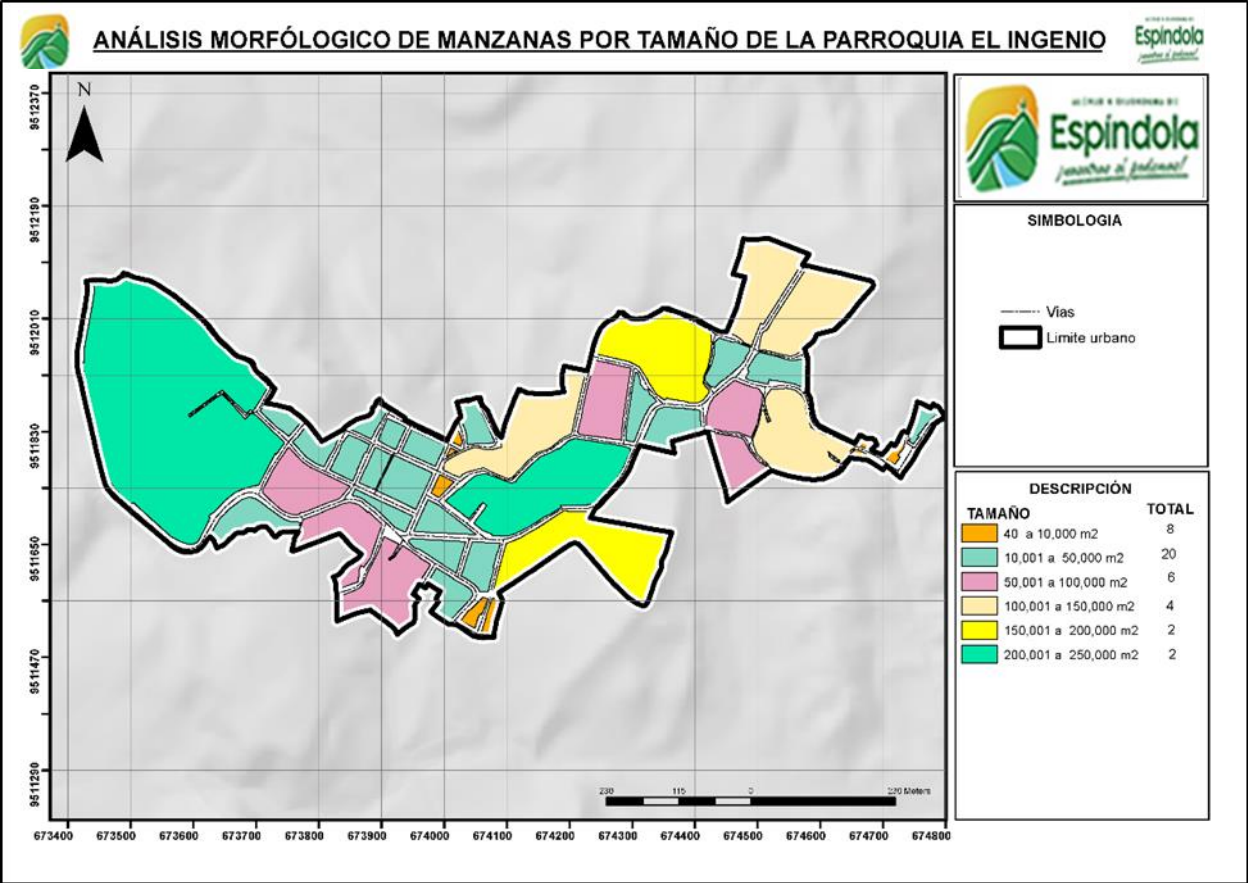 ANÁLISIS MORFÓLOGICO DE MANZANAS POR TAMAÑO DE LA PARROQUIA EL INGENIO
Espíndola
N
Espíndola
SIMBOLOGIA
Vías
Limite urbano
DESCRIPCIÓN
TAMAÑO TOTAL
40 a 10,000 m2 8
10,001 a 50,000 m2 20
50,001 a 100,000 m2 6
100,001 a 150,000 m2 4
150,001 a 200,000 m2 2
200,001 a 250,000 m2 2
9512370
9512190
9512010
9511830
9511650
9511470
9511290
230 115 0 Meters
673400 673500 673600 673700 673800 673900 674000 674100 674200 674300 674400 674500 674600 674700 674800